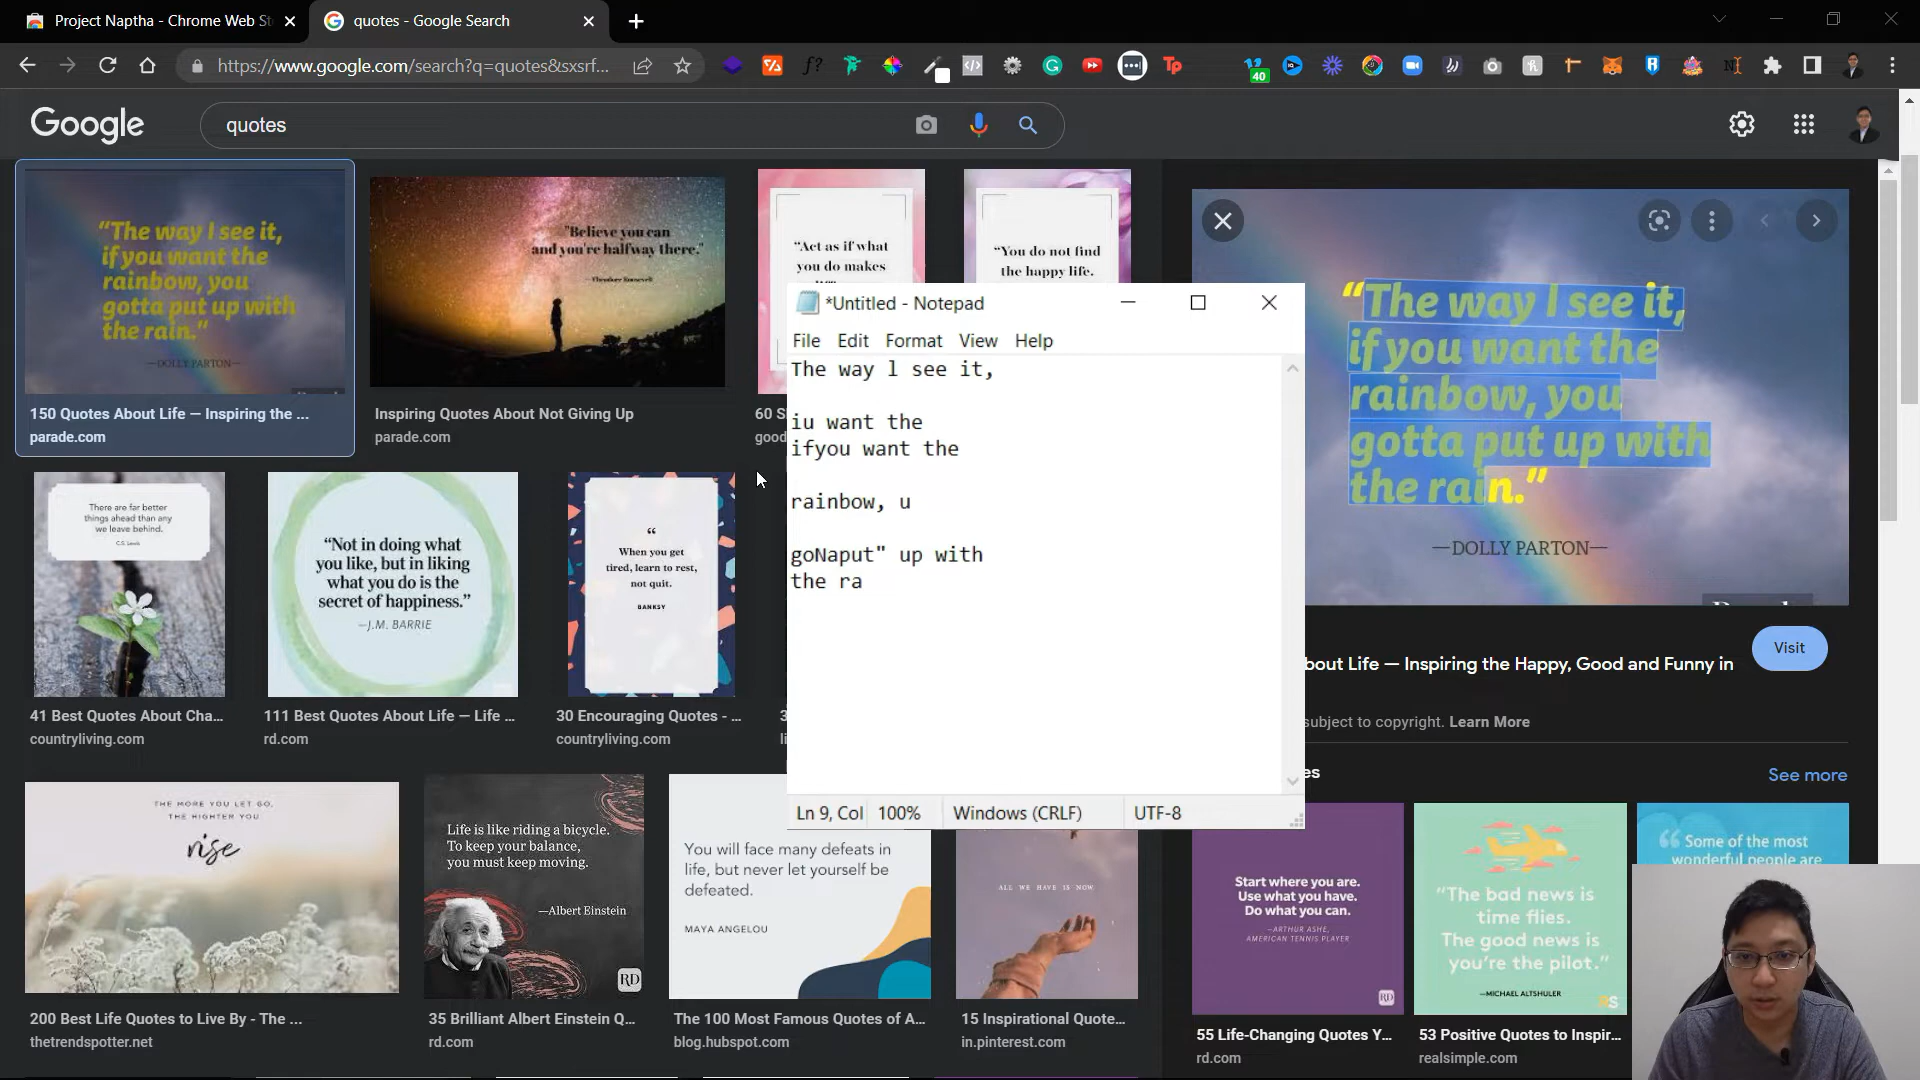 Project Naptha - Chrome Web St
quotes - Google Search
https://www.google.com/search?q=quotes&sxsrf...
40
Google
quotes
“The way I see it,
if you want the
rainbow, you
gotta put up with
the rain.”
—DOLLY PARTON—
150 Quotes About Life — Inspiring the ...
parade.com
"Believe you can
and you're halfway there."
—Theodore Roosevelt
Inspiring Quotes About Not Giving Up
parade.com
“Act as if what
you do makes
60 S
good
“You do not find
the happy life.
*Untitled - Notepad
File Edit Format View Help
The way l see it,
iu want the
ifyou want the
rainbow, u
goNaput" up with
the ra
Ln 9, Col 100% Windows (CRLF) UTF-8
“The way I see it,
if you want the
rainbow, you
gotta put up with
the rain.”
—DOLLY PARTON—
bout Life — Inspiring the Happy, Good and Funny in
Visit
subject to copyright. Learn More
es
See more
There are far better
things ahead than any
we leave behind.
C.S. Lewis
41 Best Quotes About Cha...
countryliving.com
“Not in doing what
you like, but in liking
what you do is the
secret of happiness.”
—J.M. BARRIE
111 Best Quotes About Life — Life ...
rd.com
“
When you get
tired, learn to rest,
not quit.
BANKSY
30 Encouraging Quotes - ...
countryliving.com
3
li
THE MORE YOU LET GO,
THE HIGHTER YOU
rise
200 Best Life Quotes to Live By - The ...
thetrendspotter.net
Life is like riding a bicycle.
To keep your balance,
you must keep moving.
—Albert Einstein
RD
35 Brilliant Albert Einstein Q...
rd.com
You will face many defeats in
life, but never let yourself be
defeated.
MAYA ANGELOU
The 100 Most Famous Quotes of A...
blog.hubspot.com
ALL WE HAVE IS NOW
15 Inspirational Quote...
in.pinterest.com
Start where you are.
Use what you have.
Do what you can.
—ARTHUR ASHE,
AMERICAN TENNIS PLAYER
RD
55 Life-Changing Quotes Y...
rd.com
“The bad news is
time flies.
The good news is
you’re the pilot.”
—MICHAEL ALTSHULER
RS
53 Positive Quotes to Inspir...
realsimple.com
“ Some of the most
wonderful people are